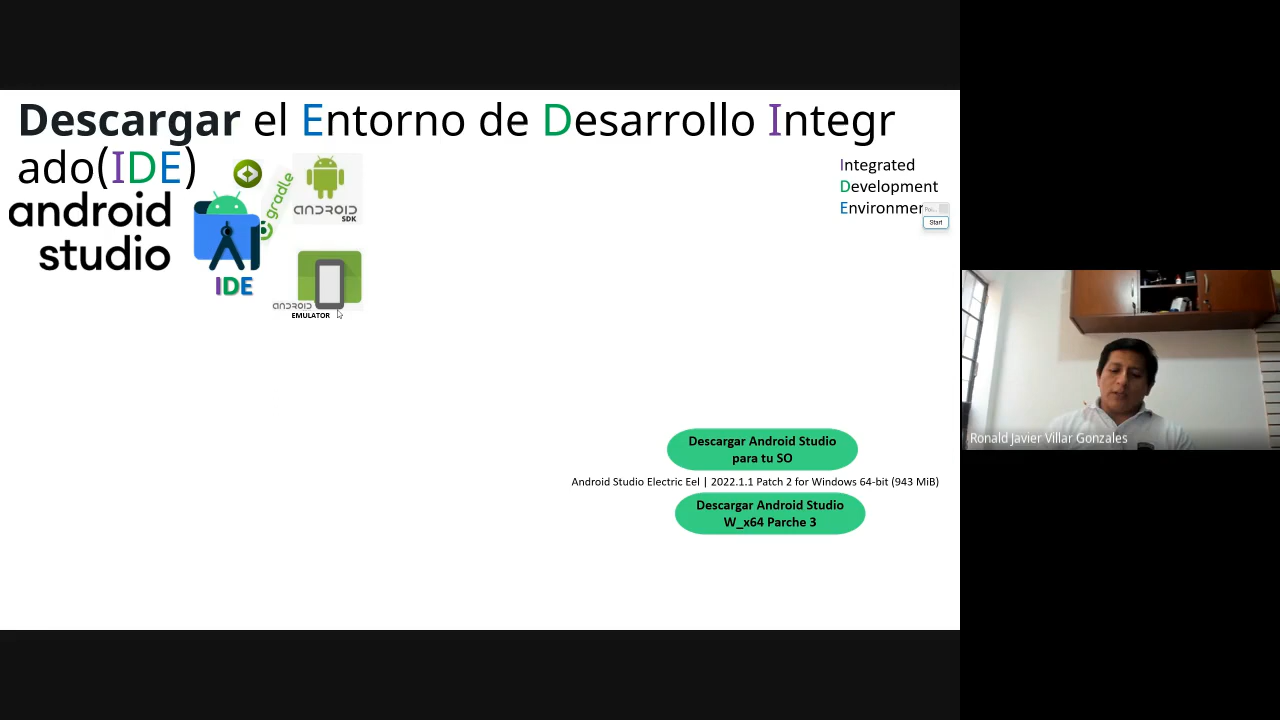 Descargar el Entorno de Desarrollo Integr
ado(IDE)
Integrated
Development
Environmen
Start
android
studio
gradle
ANDROID
SDK
IDE
ANDROID
EMULATOR
Descargar Android Studio
para tu SO
Android Studio Electric Eel | 2022.1.1 Patch 2 for Windows 64-bit (943 MiB)
Descargar Android Studio
W_x64 Parche 3
Ronald Javier Villar Gonzales